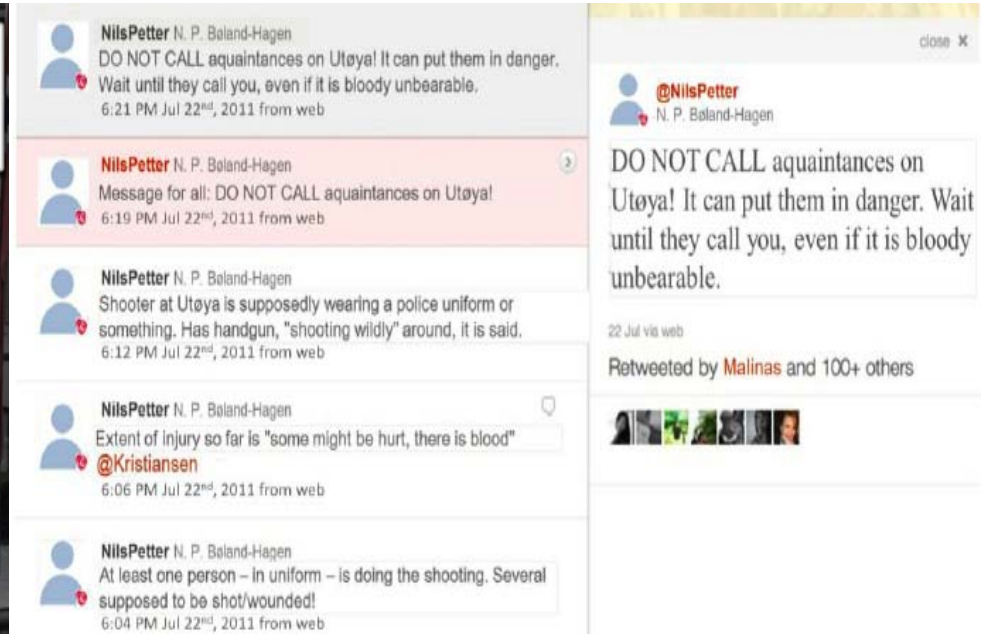 NilsPetter N. P. Bøland-Hagen
DO NOT CALL aquaintances on Utøya! It can put them in denger.
Wait until they call you, even if it is bloody unbearable.
6:21 PM Jul 22nd, 2011 from web
NilsPetter N. P. Bøland-Hagen
Message for all: DO NOT CALL aquaintances on Utøya!
6:19 PM Jul 22nd, 2011 from web
NilsPetter N. P. Bøland-Hagen
Shooter at Utøya is supposedly wearing a police uniform or
something. Has handgun, "shooting wildly" around, it is said.
6:12 PM Jul 22nd, 2011 from web
NilsPetter N. P. Bøland-Hagen
Extent of injury so far is "some might be hurt, there is blood"
@Kristiansen
6:06 PM Jul 22nd, 2011 from web
NilsPetter N. P. Bøland-Hagen
At least one person – in uniform – is doing the shooting. Several
supposed to be shot/wounded!
6:04 PM Jul 22nd, 2011 from web
close X
@NilsPetter
N. P. Bøland-Hagen
DO NOT CALL aquaintances on
Utøya! It can put them in danger. Wait
until they call you, even if it is bloody
unbearable.
22 Jul via web
Retweeted by Malinas and 100+ others